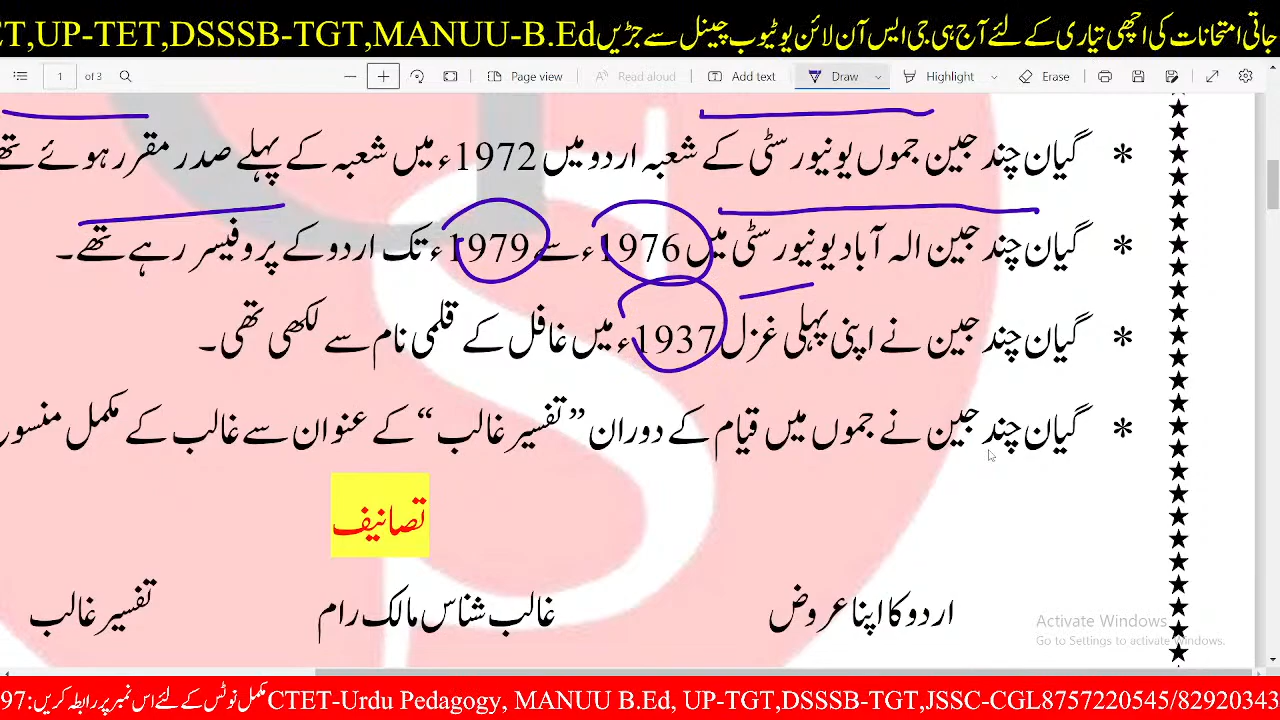 جاتی امتحانات کی اچھی تیاری کے لئے آج ہی جی ایس آن لائن یوٹیوب چینل سے جڑیں ET,UP-TET,DSSSB-TGT,MANUU-B.Ed
1 of 3 Page view Read aloud Add text Draw Highlight Erase
* گیان چند جین جموں یونیورسٹی کے شعبہ اردو میں 1972ء میں شعبہ کے پہلے صدر مقرر ہوئے
* گیان چند جین الہ آباد یونیورسٹی میں 1976ء سے 1979ء تک اردو کے پروفیسر رہے تھے۔
* گیان چند جین نے اپنی پہلی غزل 1937ء میں غافل کے قلمی نام سے لکھی تھی۔
* گیان چند جین نے جموں میں قیام کے دوران ”تفسیر غالب“ کے عنوان سے غالب کے مکمل
تصانیف
اردو کا اپنا عروض غالب شناس مالک رام تفسیر غالب
Activate Windows
Go to Settings to activate Windows.
مکمل نوٹس کے لئے اس نمبر پر رابطہ کریں: 97 CTET-Urdu Pedagogy, MANUU B.Ed, UP-TGT,DSSSB-TGT,JSSC-CGL8757220545/82920343